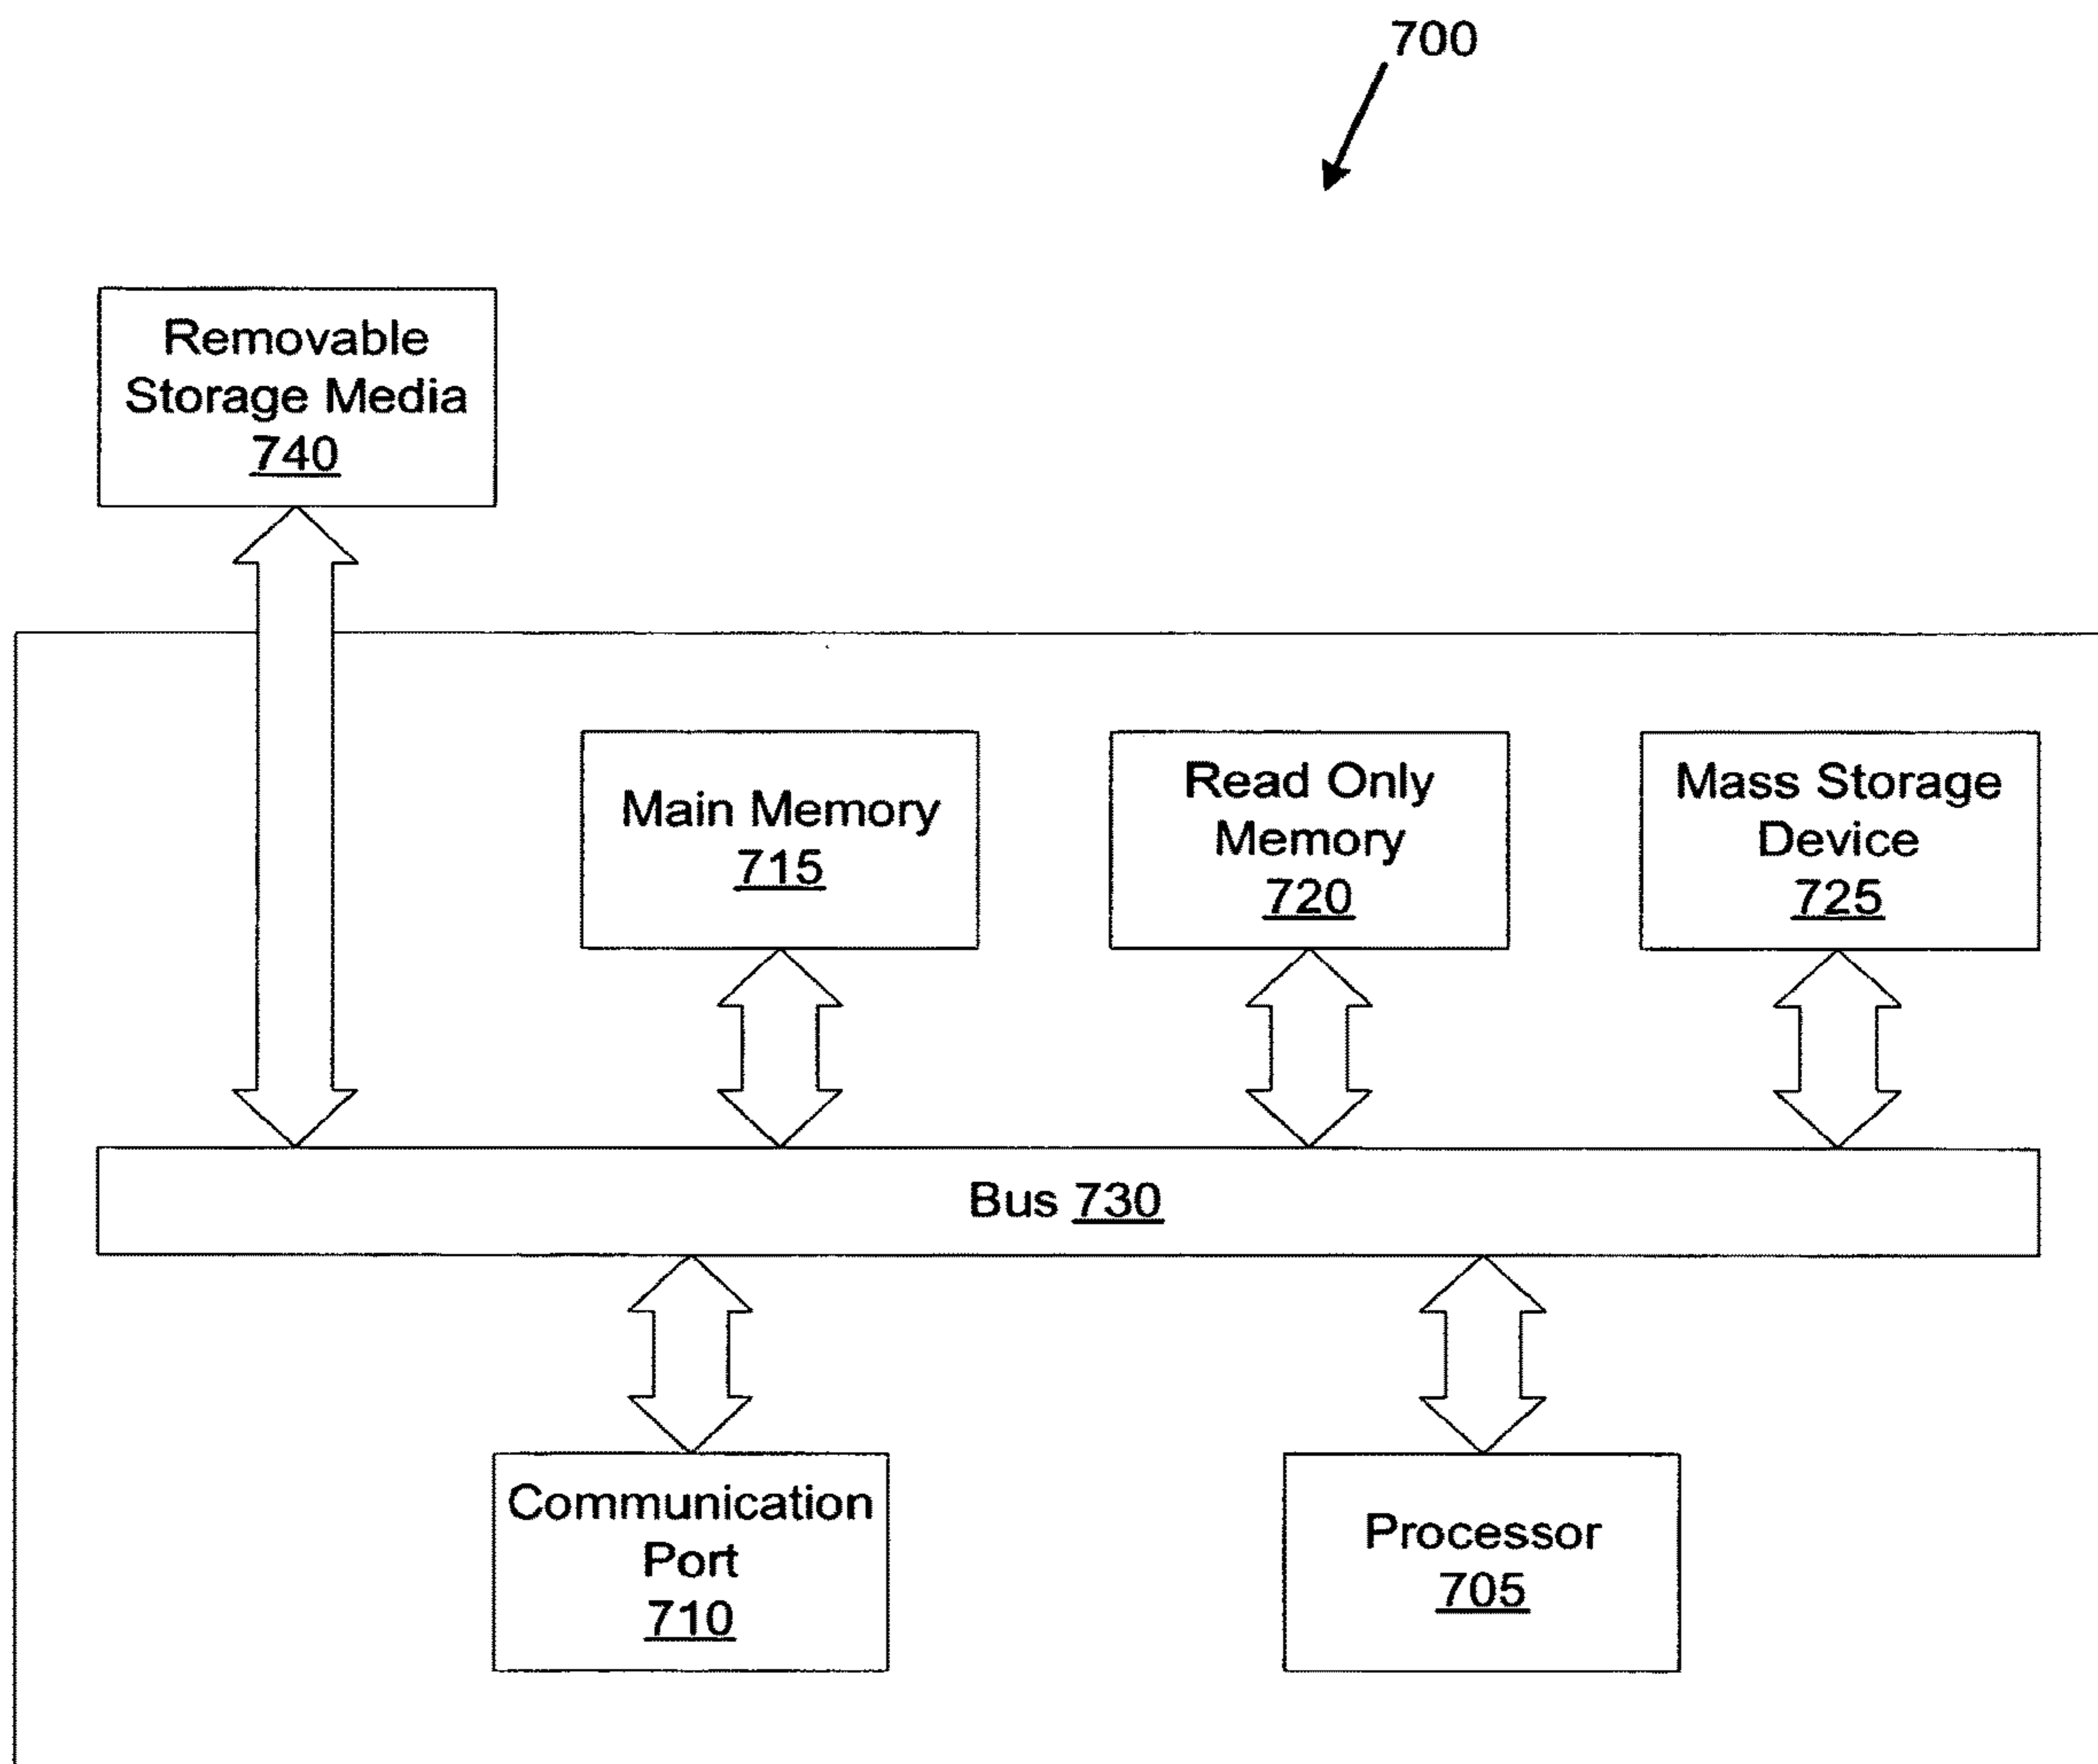 700
Removable
Storage Media
740
Main Memory
715
Read Only
Memory
720
Mass Storage
Device
725
Bus 730
Communication
Port
710
Processor
705